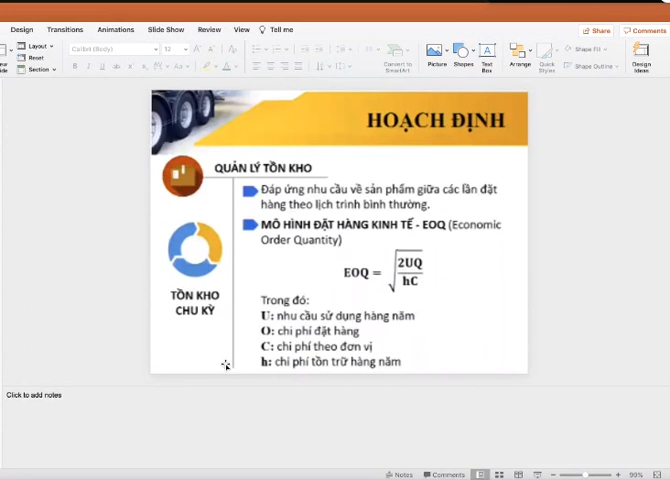 Design Transitions Animations Slide Show Review View Tell me Share Comments
Layout
Reset
Section
Calibri (Body) 12
Convert to
SmartArt
Picture Shapes Text
Box
Arrange Quick
Styles
Shape Fill
Shape Outline
Design
Ideas
HOẠCH ĐỊNH
QUẢN LÝ TỒN KHO
Đáp ứng nhu cầu về sản phẩm giữa các lần đặt
hàng theo lịch trình bình thường.
MÔ HÌNH ĐẶT HÀNG KINH TẾ - EOQ (Economic
Order Quantity)
EOQ = √(2UQ/hC)
TỒN KHO
CHU KỲ
Trong đó:
U: nhu cầu sử dụng hàng năm
O: chi phí đặt hàng
C: chi phí theo đơn vị
h: chi phí tồn trữ hàng năm
Click to add notes
Notes Comments 99%